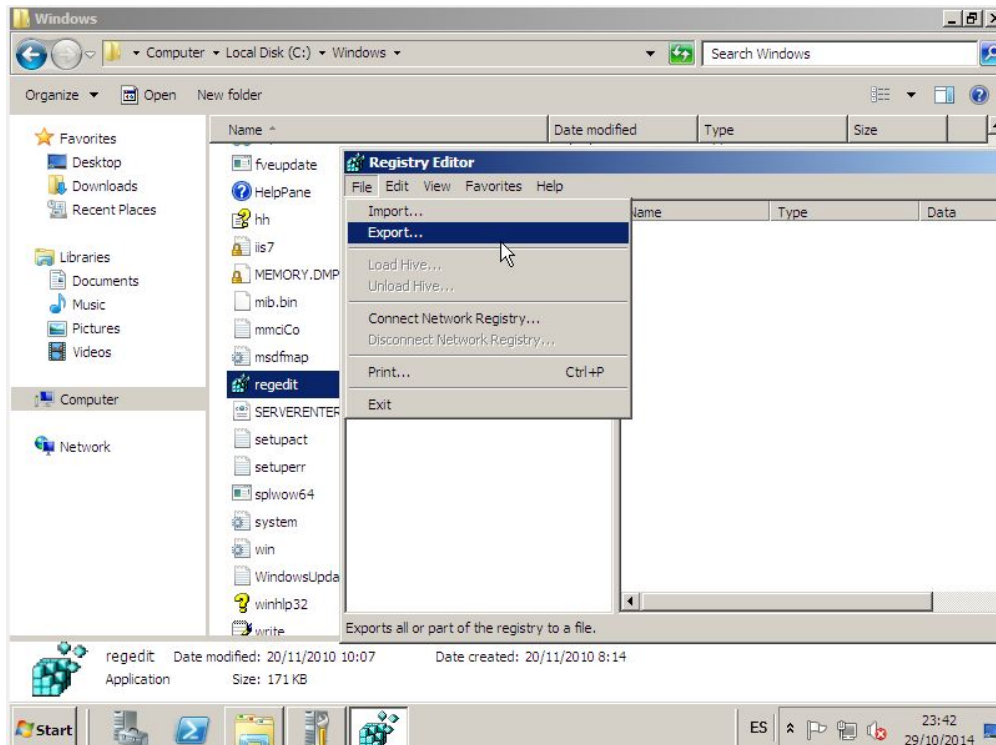 Windows
Computer Local Disk (C:) Windows
Search Windows
Organize Open New folder
Name Date modified Type Size
Favorites
Desktop
Downloads
Recent Places
Libraries
Documents
Music
Pictures
Videos
Computer
Network
fveupdate
HelpPane
hh
iis7
MEMORY.DMP
mib.bin
mmciCo
msdfmap
regedit
SERVERENTER
setupact
setuperr
splwow64
system
win
WindowsUpda
winhlp32
write
Registry Editor
File Edit View Favorites Help
Import...
Export...
Load Hive...
Unload Hive...
Connect Network Registry...
Disconnect Network Registry...
Print... Ctrl+P
Exit
Name Type Data
Exports all or part of the registry to a file.
regedit Date modified: 20/11/2010 10:07 Date created: 20/11/2010 8:14
Application Size: 171 KB
Start
ES
23:42
29/10/2014